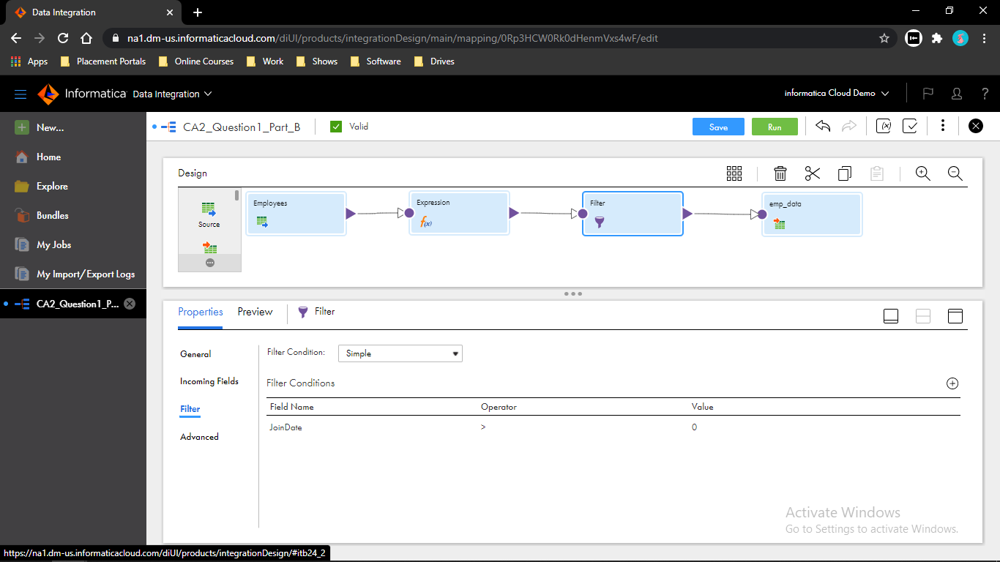 Data Integration
na1.dm-us.informaticacloud.com/diUI/products/integrationDesign/main/mapping/0Rp3HCW0Rk0dHenmVxs4wF/edit
Apps Placement Portals Online Courses Work Shows Software Drives
Informatica Data Integration informatica Cloud Demo ?
New...
Home
Explore
Bundles
My Jobs
My Import/Export Logs
CA2_Question1_P...
CA2_Question1_Part_B Valid Save Run (x)
Design
Source
Employees
Expression
f(x)
Filter
emp_data
Properties Preview Filter
General
Incoming Fields
Filter
Advanced
Filter Condition: Simple
Filter Conditions
Field Name Operator Value
JoinDate > 0
Activate Windows
Go to Settings to activate Windows.
https://na1.dm-us.informaticacloud.com/diUI/products/integrationDesign/#itb24_2